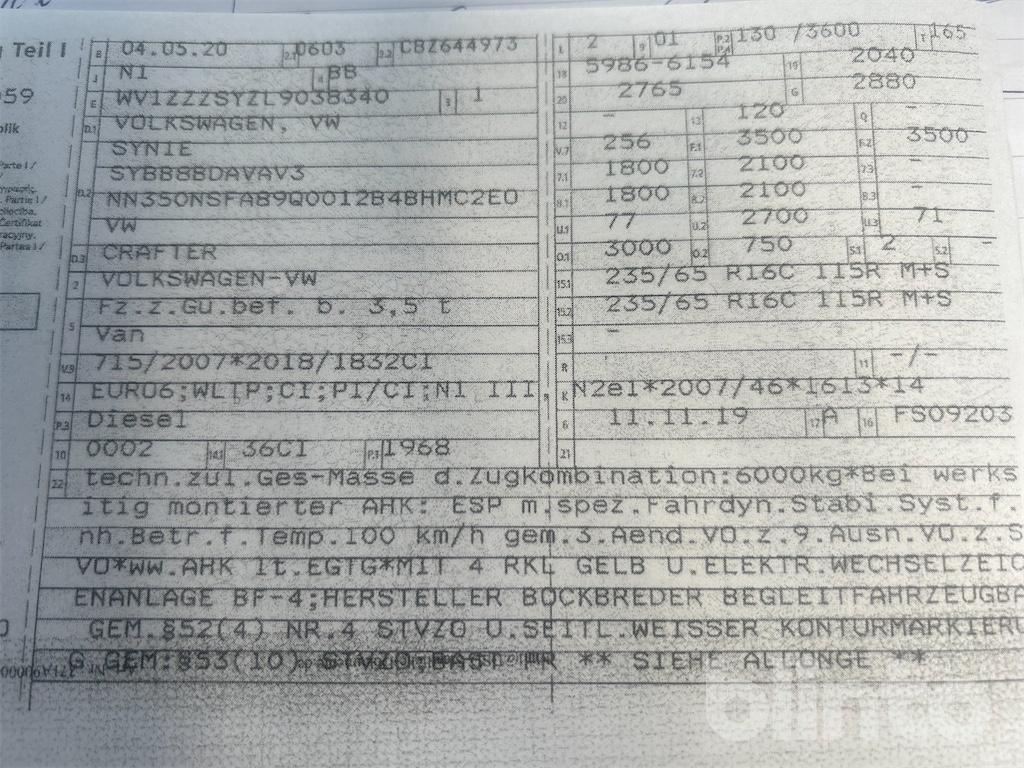 Teil I
B 04.05.20 2.1 0603 2.2 CBZ644973
J N1 4 BB
E WV1ZZZSYZL9038340 3 1
D.1 VOLKSWAGEN, VW
SYN1E
D.2 SYBBBBDAVAV3
NN350NSFA89Q0012B4BHMC2E0
VW
D.3 CRAFTER
2 VOLKSWAGEN-VW
5 Fz.z.Gü.bef. b. 3,5 t
Van
V.9 715/2007*2018/1832CI
14 EURO6;WLTP;CI;PI/CI;N1 III, N2
P.3 Diesel
10 0002 14.1 36CI P.1 1968
L 2 9 01 P.2 P.4 130 /3600 T 165
18 5986-6154 19 2040
20 2765 G 2880
12 - 13 120 Q -
V.7 256 F.1 3500 F.2 3500
7.1 1800 7.2 2100 7.3 -
8.1 1800 8.2 2100 8.3 -
U.1 77 U.2 2700 U.3 71
O.1 3000 O.2 750 S.1 2 S.2 -
15.1 235/65 R16C 115R M+S
15.2 235/65 R16C 115R M+S
15.3 -
R 11 -/-
K e1*2007/46*1613*14
6 11.11.19 17 A 16 FS09203
21
22 techn.zul.Ges-Masse d.Zugkombination:6000kg*Bei werks
itig montierter AHK: ESP m.spez.Fahrdyn.Stabi.Syst.f.
nh.Betr.f.Temp.100 km/h gem.3.Aend.VO.z.9.Ausn.VO.z.S
VO*WW.AHK lt.EGTG*MIT 4 RKL GELB U.ELEKTR.WECHSELZEIC
ENANLAGE BF-4;HERSTELLER BOCKBREDER BEGLEITFAHRZEUGBA
GEM.§52(4) NR.4 STVZO U.SEITL.WEISSER KONTURMARKIERU
G GEM.§53(10) STVZO;BAST NR ** SIEHE ALLONGE **
blinto